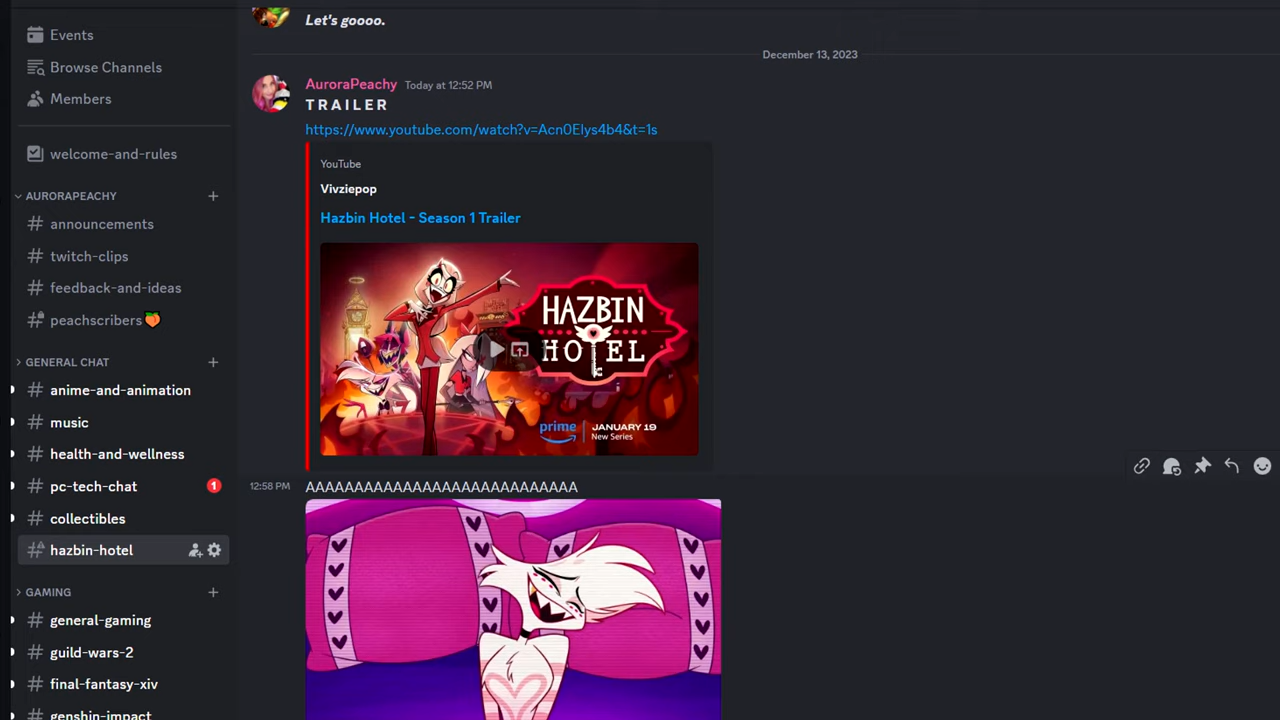 Events
Browse Channels
Members
welcome-and-rules
AURORAPEACHY
announcements
twitch-clips
feedback-and-ideas
peachscribers🍑
GENERAL CHAT
anime-and-animation
music
health-and-wellness
pc-tech-chat 1
collectibles
hazbin-hotel
GAMING
general-gaming
guild-wars-2
final-fantasy-xiv
genshin-impact
Let's goooo.
December 13, 2023
AuroraPeachy Today at 12:52 PM
T R A I L E R
https://www.youtube.com/watch?v=Acn0Elys4b4&t=1s
YouTube
Vivziepop
Hazbin Hotel - Season 1 Trailer
HAZBIN
HOTEL
prime JANUARY 19
New Series
12:58 PM AAAAAAAAAAAAAAAAAAAAAAAAAAAA